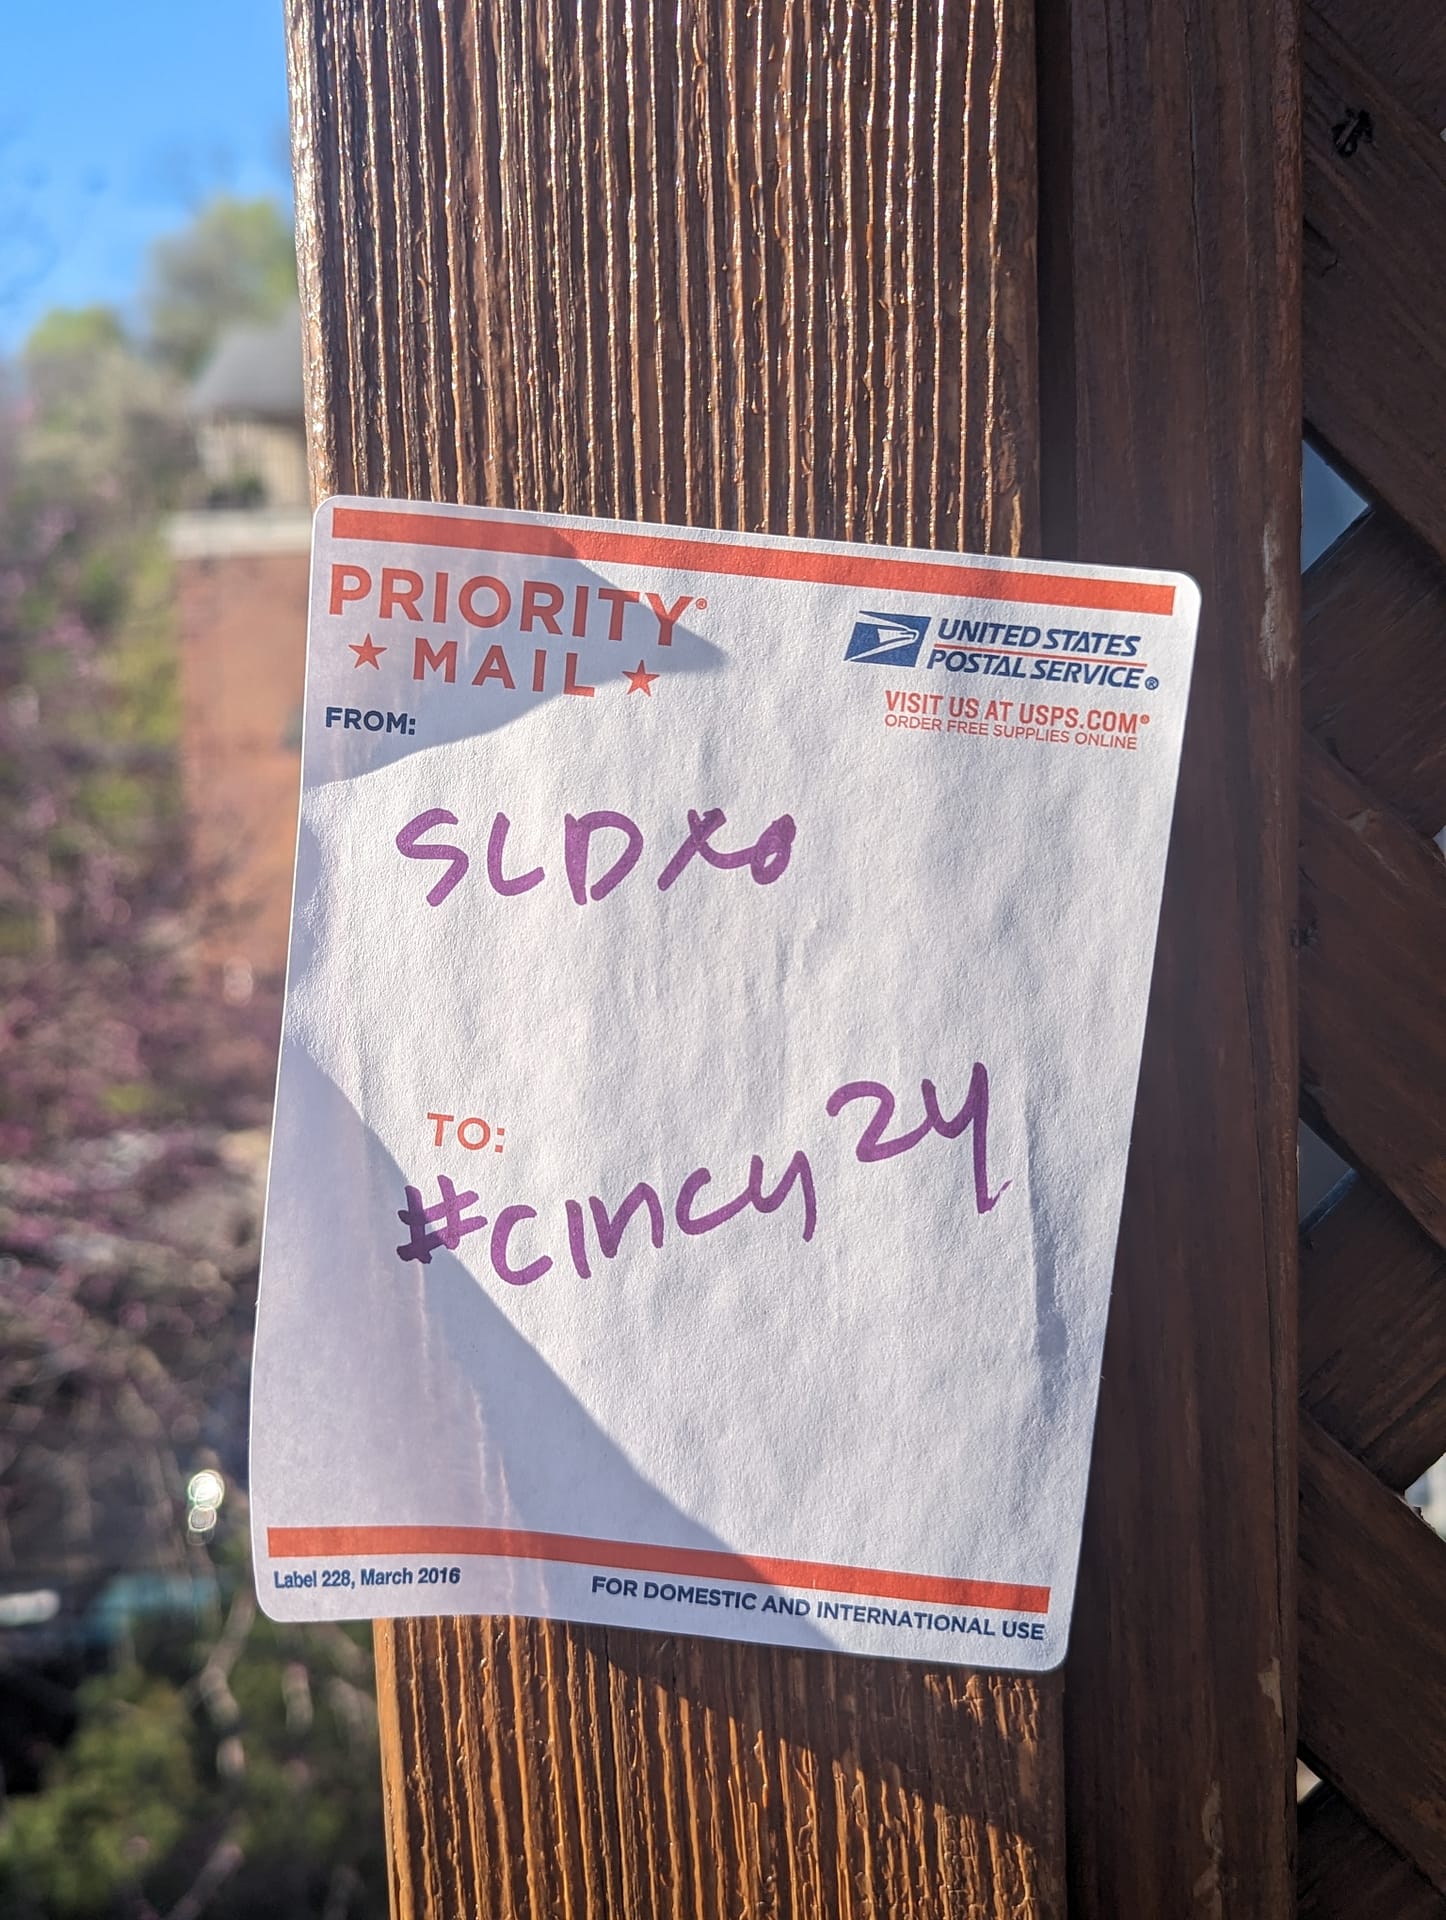 PRIORITY®
★ MAIL ★
UNITED STATES
POSTAL SERVICE®
VISIT US AT USPS.COM®
ORDER FREE SUPPLIES ONLINE
FROM:
SLDxo
TO:
#cincy24
Label 228, March 2016
FOR DOMESTIC AND INTERNATIONAL USE